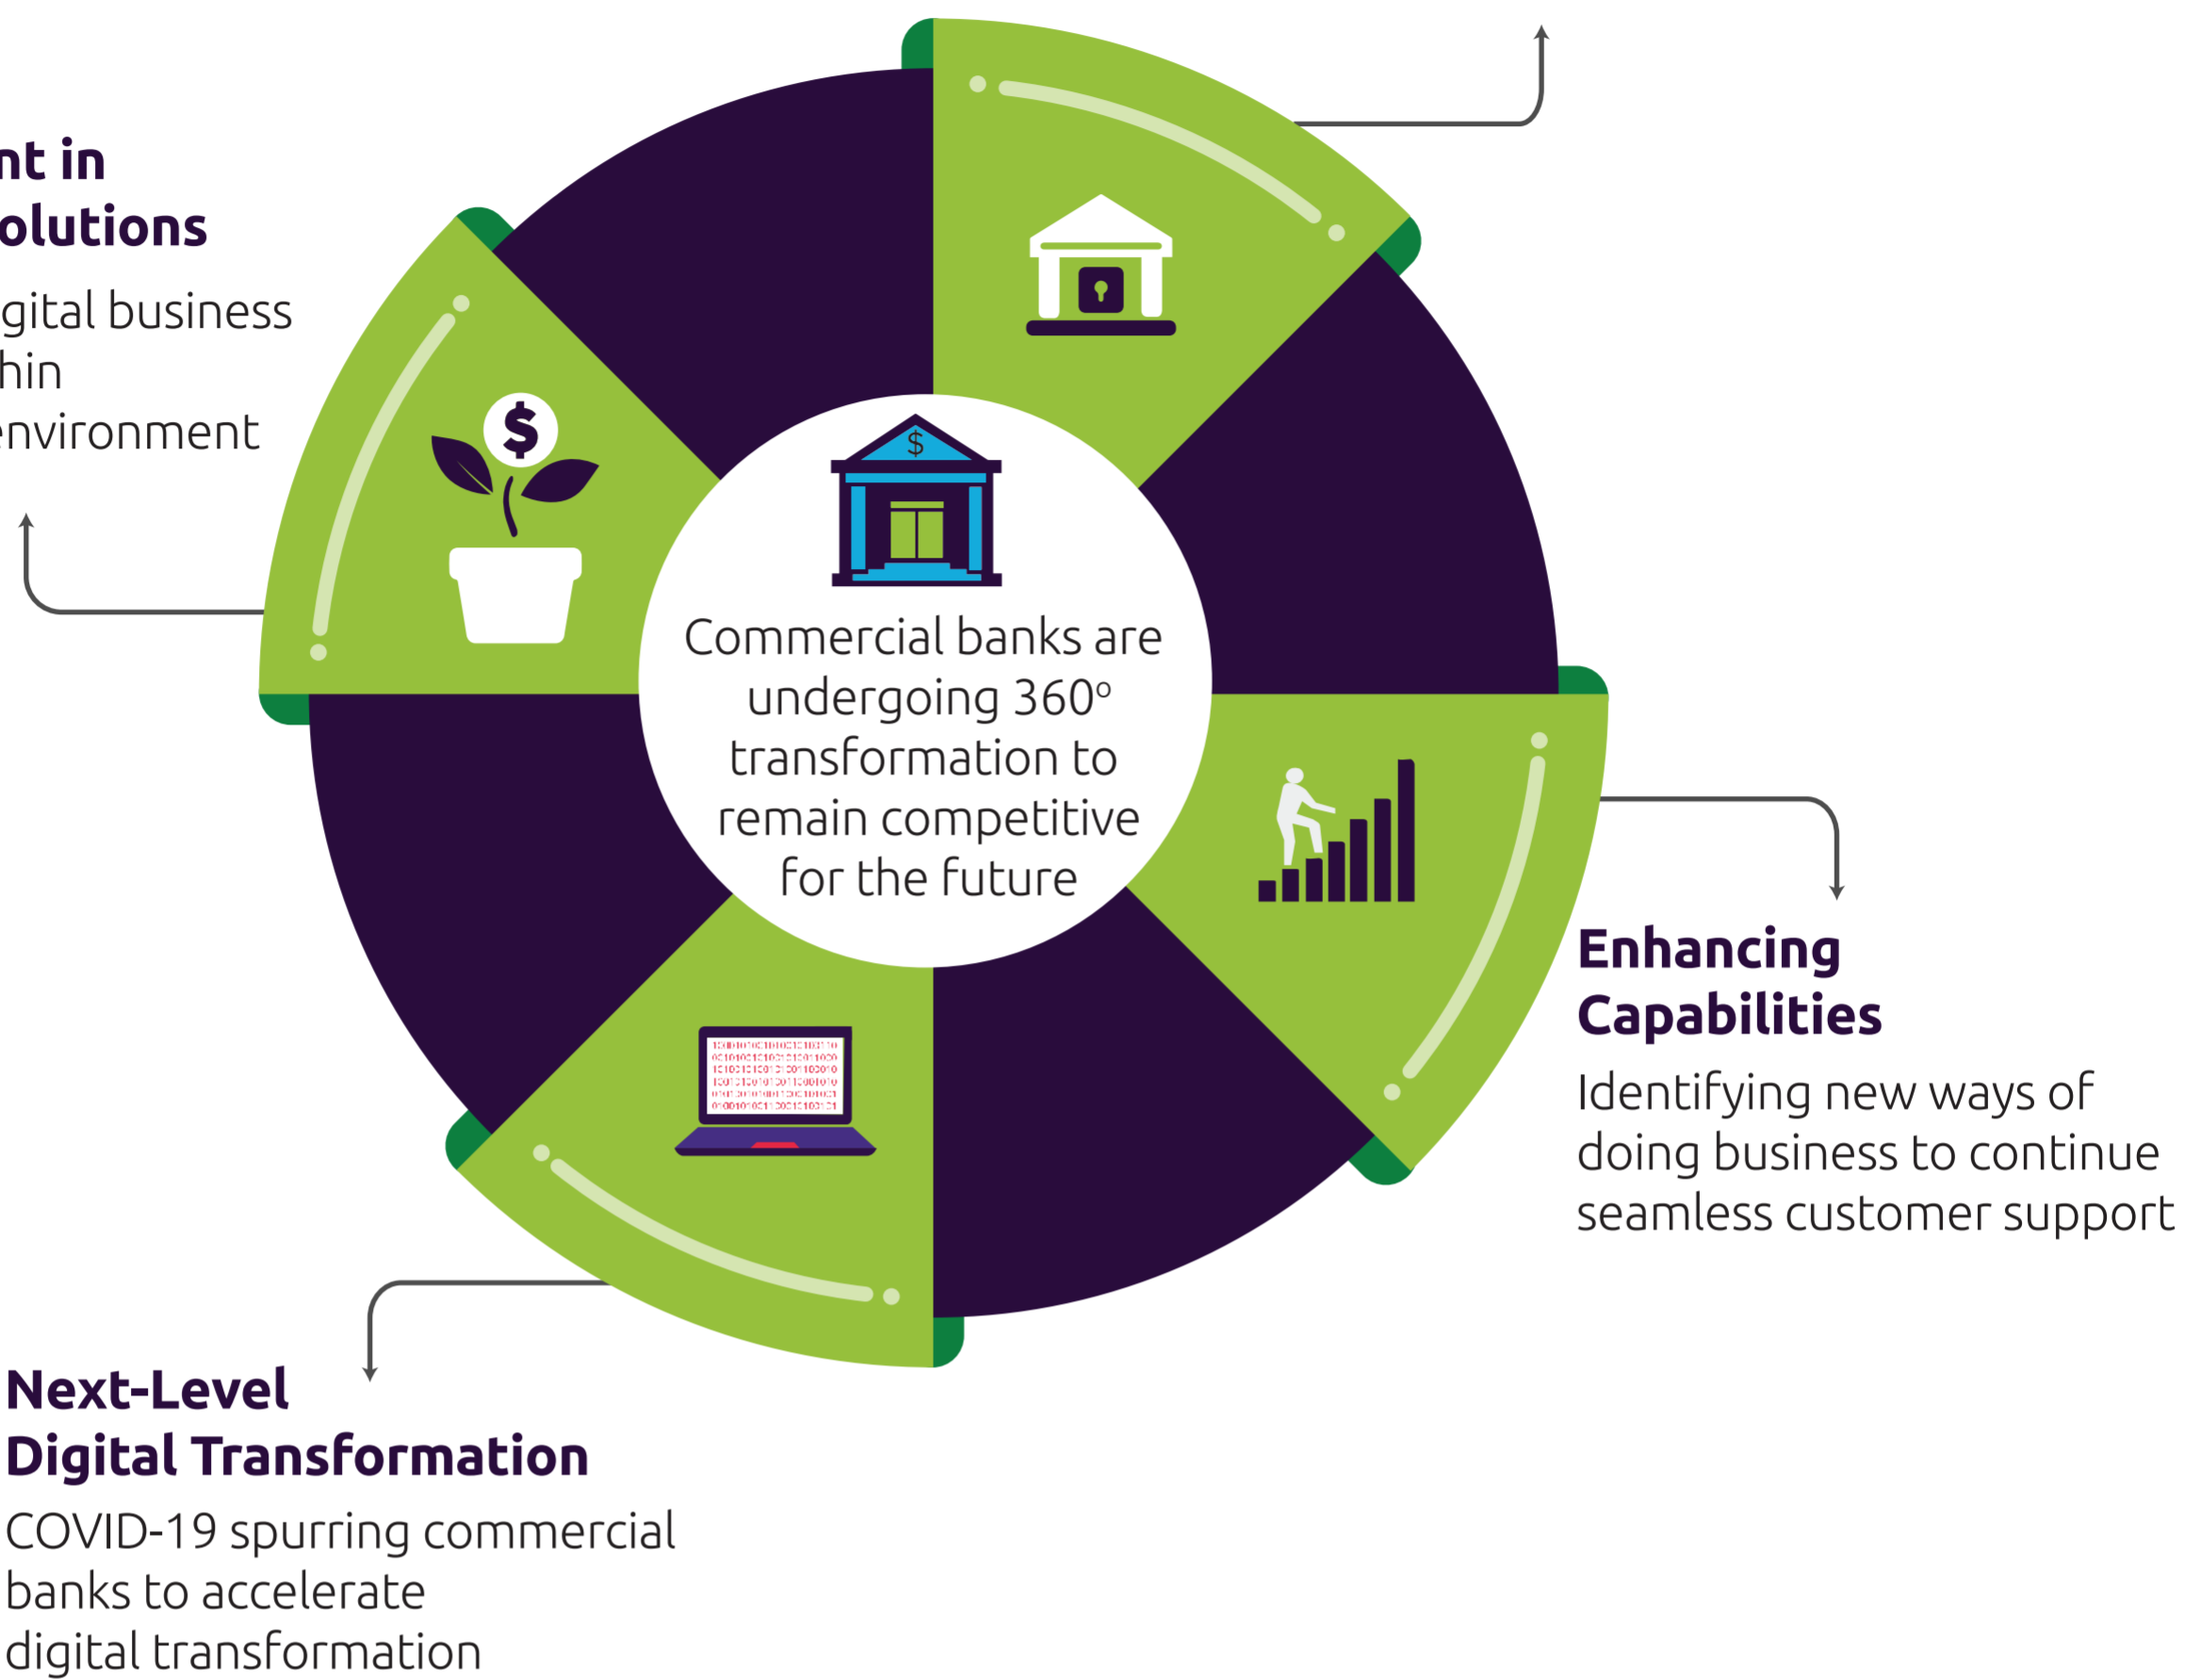 nt in
olutions
gital business
hin
nvironment
$
$
Commercial banks are
undergoing 360º
transformation to
remain competitive
for the future
Enhancing
Capabilities
Identifying new ways of
doing business to continue
seamless customer support
Next-Level
Digital Transformation
COVID-19 spurring commercial
banks to accelerate
digital transformation